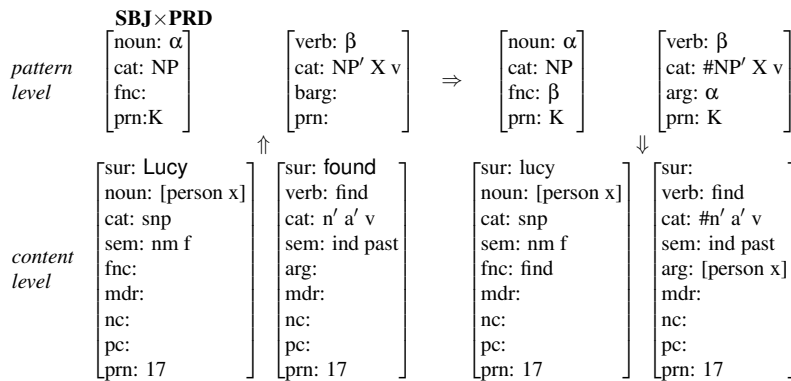 SBJ×PRD
pattern level
noun: α verb: β noun: α verb: β
cat: NP cat: NP′ X v ⇒ cat: NP cat: #NP′ X v
fnc: barg: fnc: β arg: α
prn:K prn: prn: K prn: K
⇑ ⇓
content level
sur: Lucy sur: found sur: lucy sur:
noun: [person x] verb: find noun: [person x] verb: find
cat: snp cat: n′ a′ v cat: snp cat: #n′ a′ v
sem: nm f sem: ind past sem: nm f sem: ind past
fnc: arg: fnc: find arg: [person x]
mdr: mdr: mdr: mdr:
nc: nc: nc: nc:
pc: pc: pc: pc:
prn: 17 prn: 17 prn: 17 prn: 17